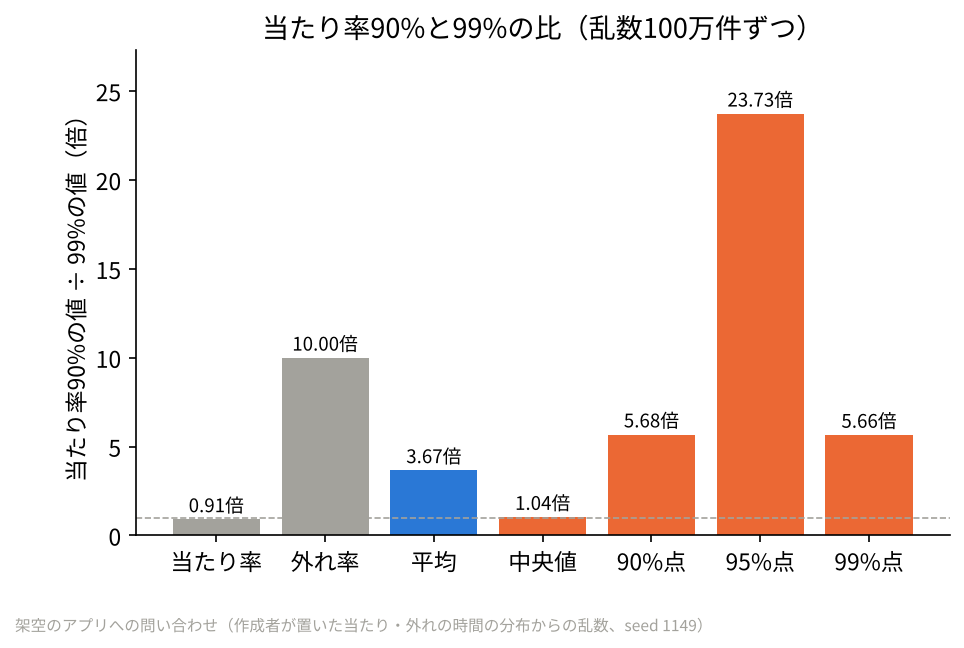 当たり率90%と99%の比（乱数100万件ずつ）
当たり率90%の値 ÷ 99%の値（倍）
25
20
15
10
5
0
0.91倍
10.00倍
3.67倍
1.04倍
5.68倍
23.73倍
5.66倍
当たり率
外れ率
平均
中央値
90%点
95%点
99%点
架空のアプリへの問い合わせ（作成者が置いた当たり・外れの時間の分布からの乱数、seed 1149）